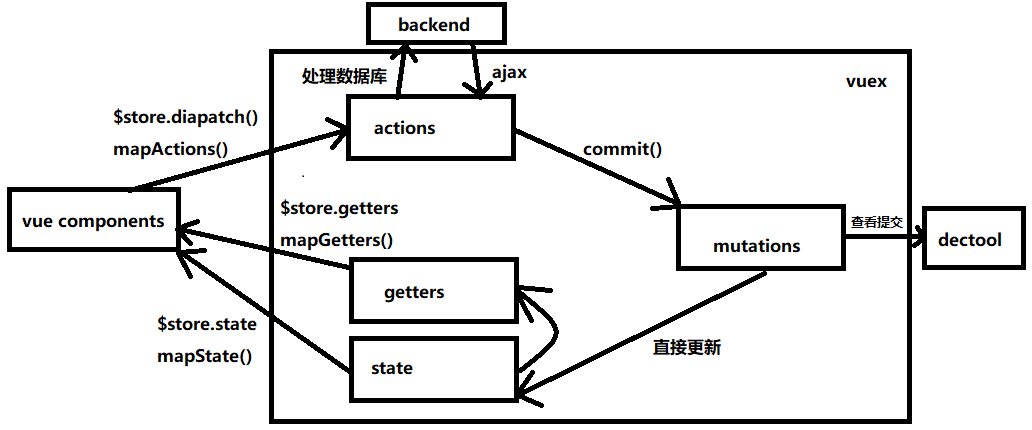 backend
处理数据库
ajax
vuex
$store.diapatch()
mapActions()
actions
commit()
vue components
$store.getters
mapGetters()
getters
mutations
查看提交
dectool
$store.state
mapState()
state
直接更新